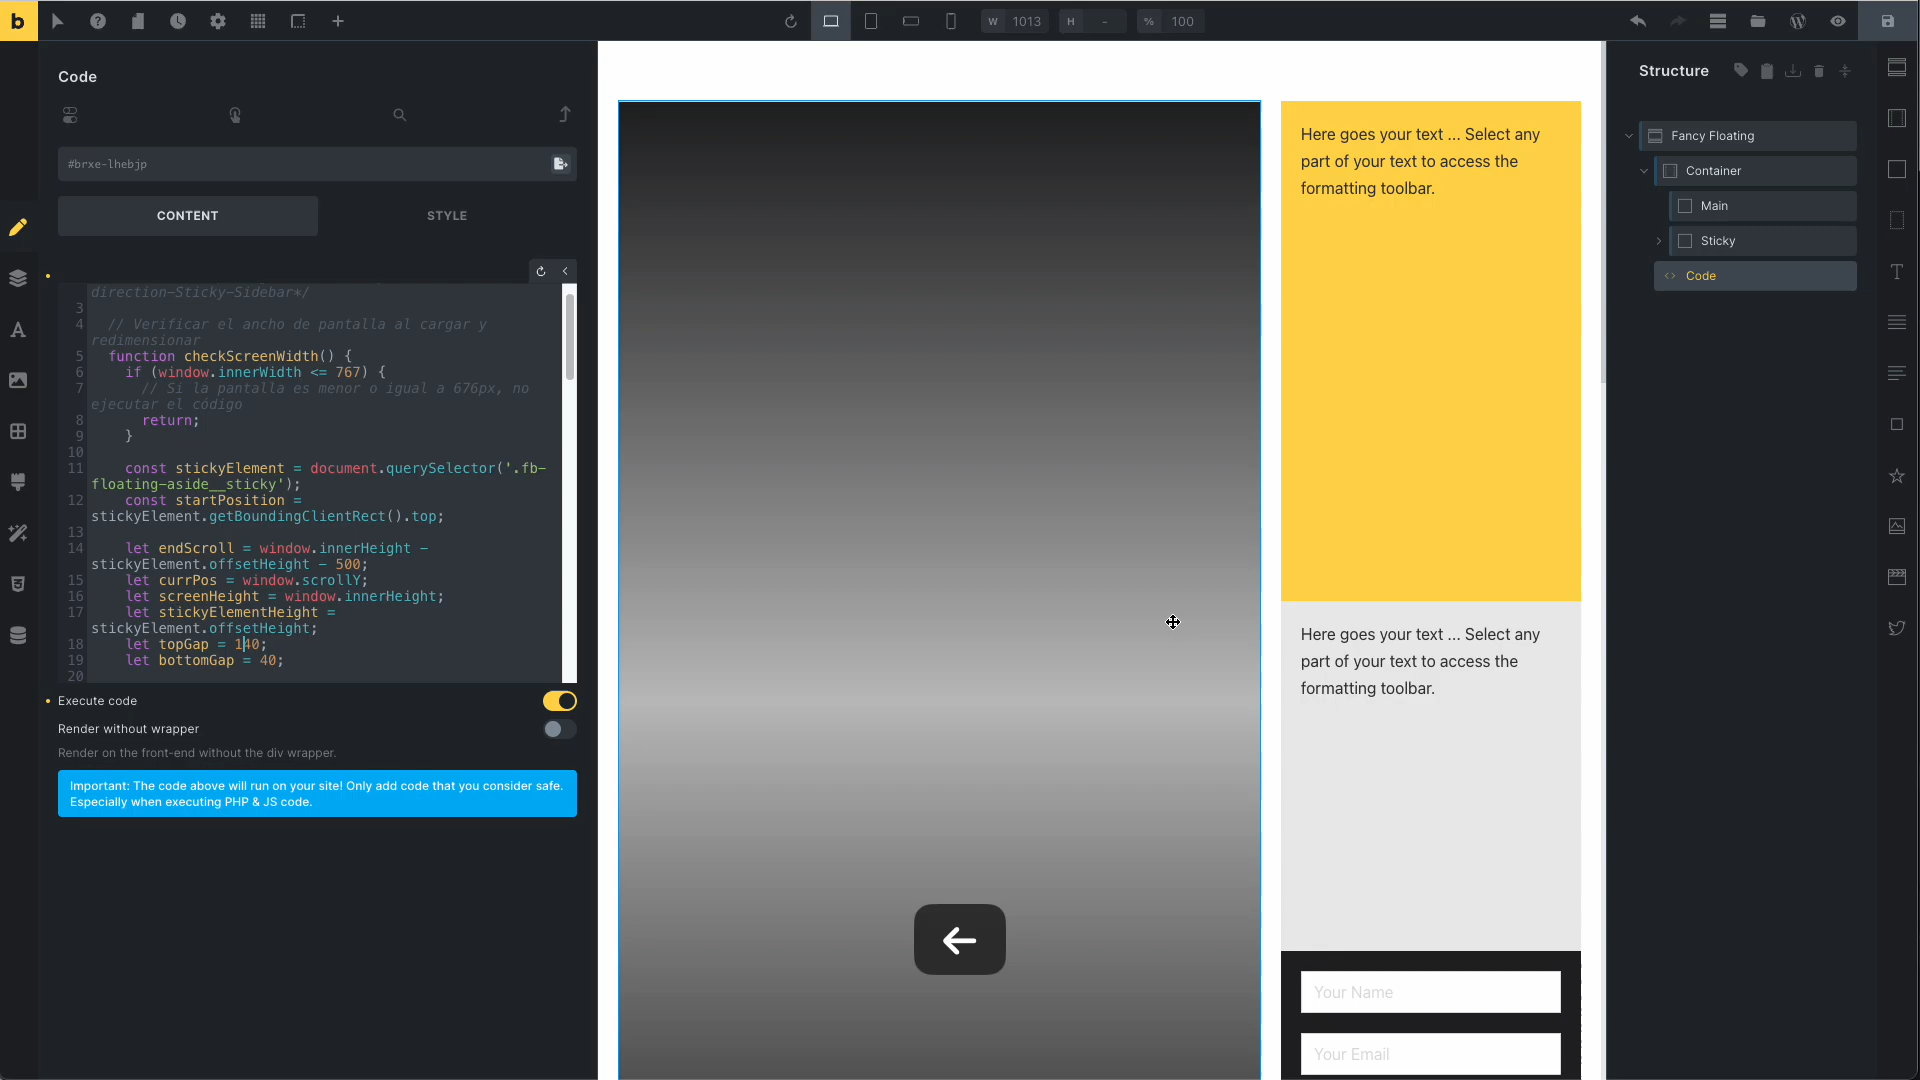 b
W 1013
H -
% 100
Code
#brxe-lhebjp
CONTENT
STYLE
direction-Sticky-Sidebar*/
3
4 // Verificar el ancho de pantalla al cargar y
redimensionar
5 function checkScreenWidth() {
6 if (window.innerWidth <= 767) {
7 // Si la pantalla es menor o igual a 676px, no
ejecutar el código
8 return;
9 }
10
11 const stickyElement = document.querySelector('.fb-
floating-aside__sticky');
12 const startPosition =
stickyElement.getBoundingClientRect().top;
13
14 let endScroll = window.innerHeight -
stickyElement.offsetHeight - 500;
15 let currPos = window.scrollY;
16 let screenHeight = window.innerHeight;
17 let stickyElementHeight =
stickyElement.offsetHeight;
18 let topGap = 140;
19 let bottomGap = 40;
20
Execute code
Render without wrapper
Render on the front-end without the div wrapper.
Important: The code above will run on your site! Only add code that you consider safe.
Especially when executing PHP & JS code.
Here goes your text ... Select any
part of your text to access the
formatting toolbar.
Here goes your text ... Select any
part of your text to access the
formatting toolbar.
Your Name
Your Email
Structure
Fancy Floating
Container
Main
Sticky
Code